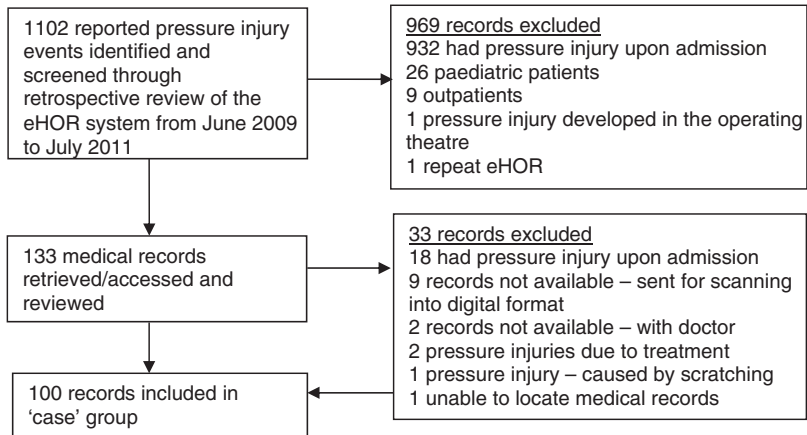 1102 reported pressure injury
events identified and
screened through
retrospective review of the
eHOR system from June 2009
to July 2011
969 records excluded
932 had pressure injury upon admission
26 paediatric patients
9 outpatients
1 pressure injury developed in the operating
theatre
1 repeat eHOR
133 medical records
retrieved/accessed and
reviewed
33 records excluded
18 had pressure injury upon admission
9 records not available – sent for scanning
into digital format
2 records not available – with doctor
2 pressure injuries due to treatment
1 pressure injury – caused by scratching
1 unable to locate medical records
100 records included in
‘case’ group